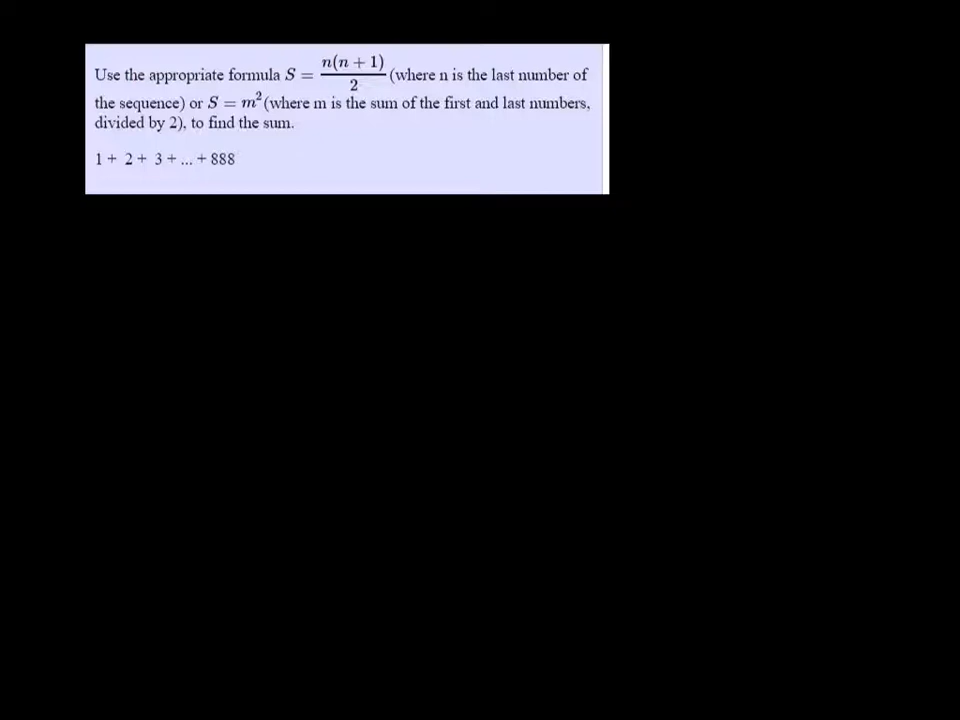 Use the appropriate formula S = n(n + 1)/2 (where n is the last number of
the sequence) or S = m² (where m is the sum of the first and last numbers,
divided by 2), to find the sum.
1 + 2 + 3 + ... + 888